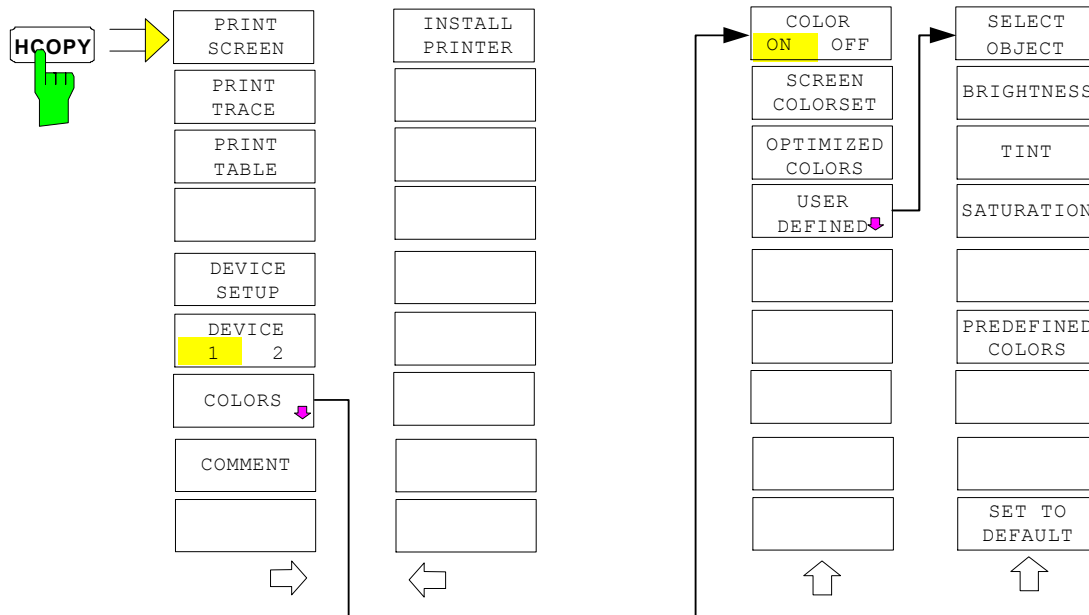 HCOPY
PRINT
SCREEN
PRINT
TRACE
PRINT
TABLE
DEVICE
SETUP
DEVICE
1 2
COLORS
COMMENT
INSTALL
PRINTER
COLOR
ON OFF
SCREEN
COLORSET
OPTIMIZED
COLORS
USER
DEFINED
SELECT
OBJECT
BRIGHTNESS
TINT
SATURATION
PREDEFINED
COLORS
SET TO
DEFAULT